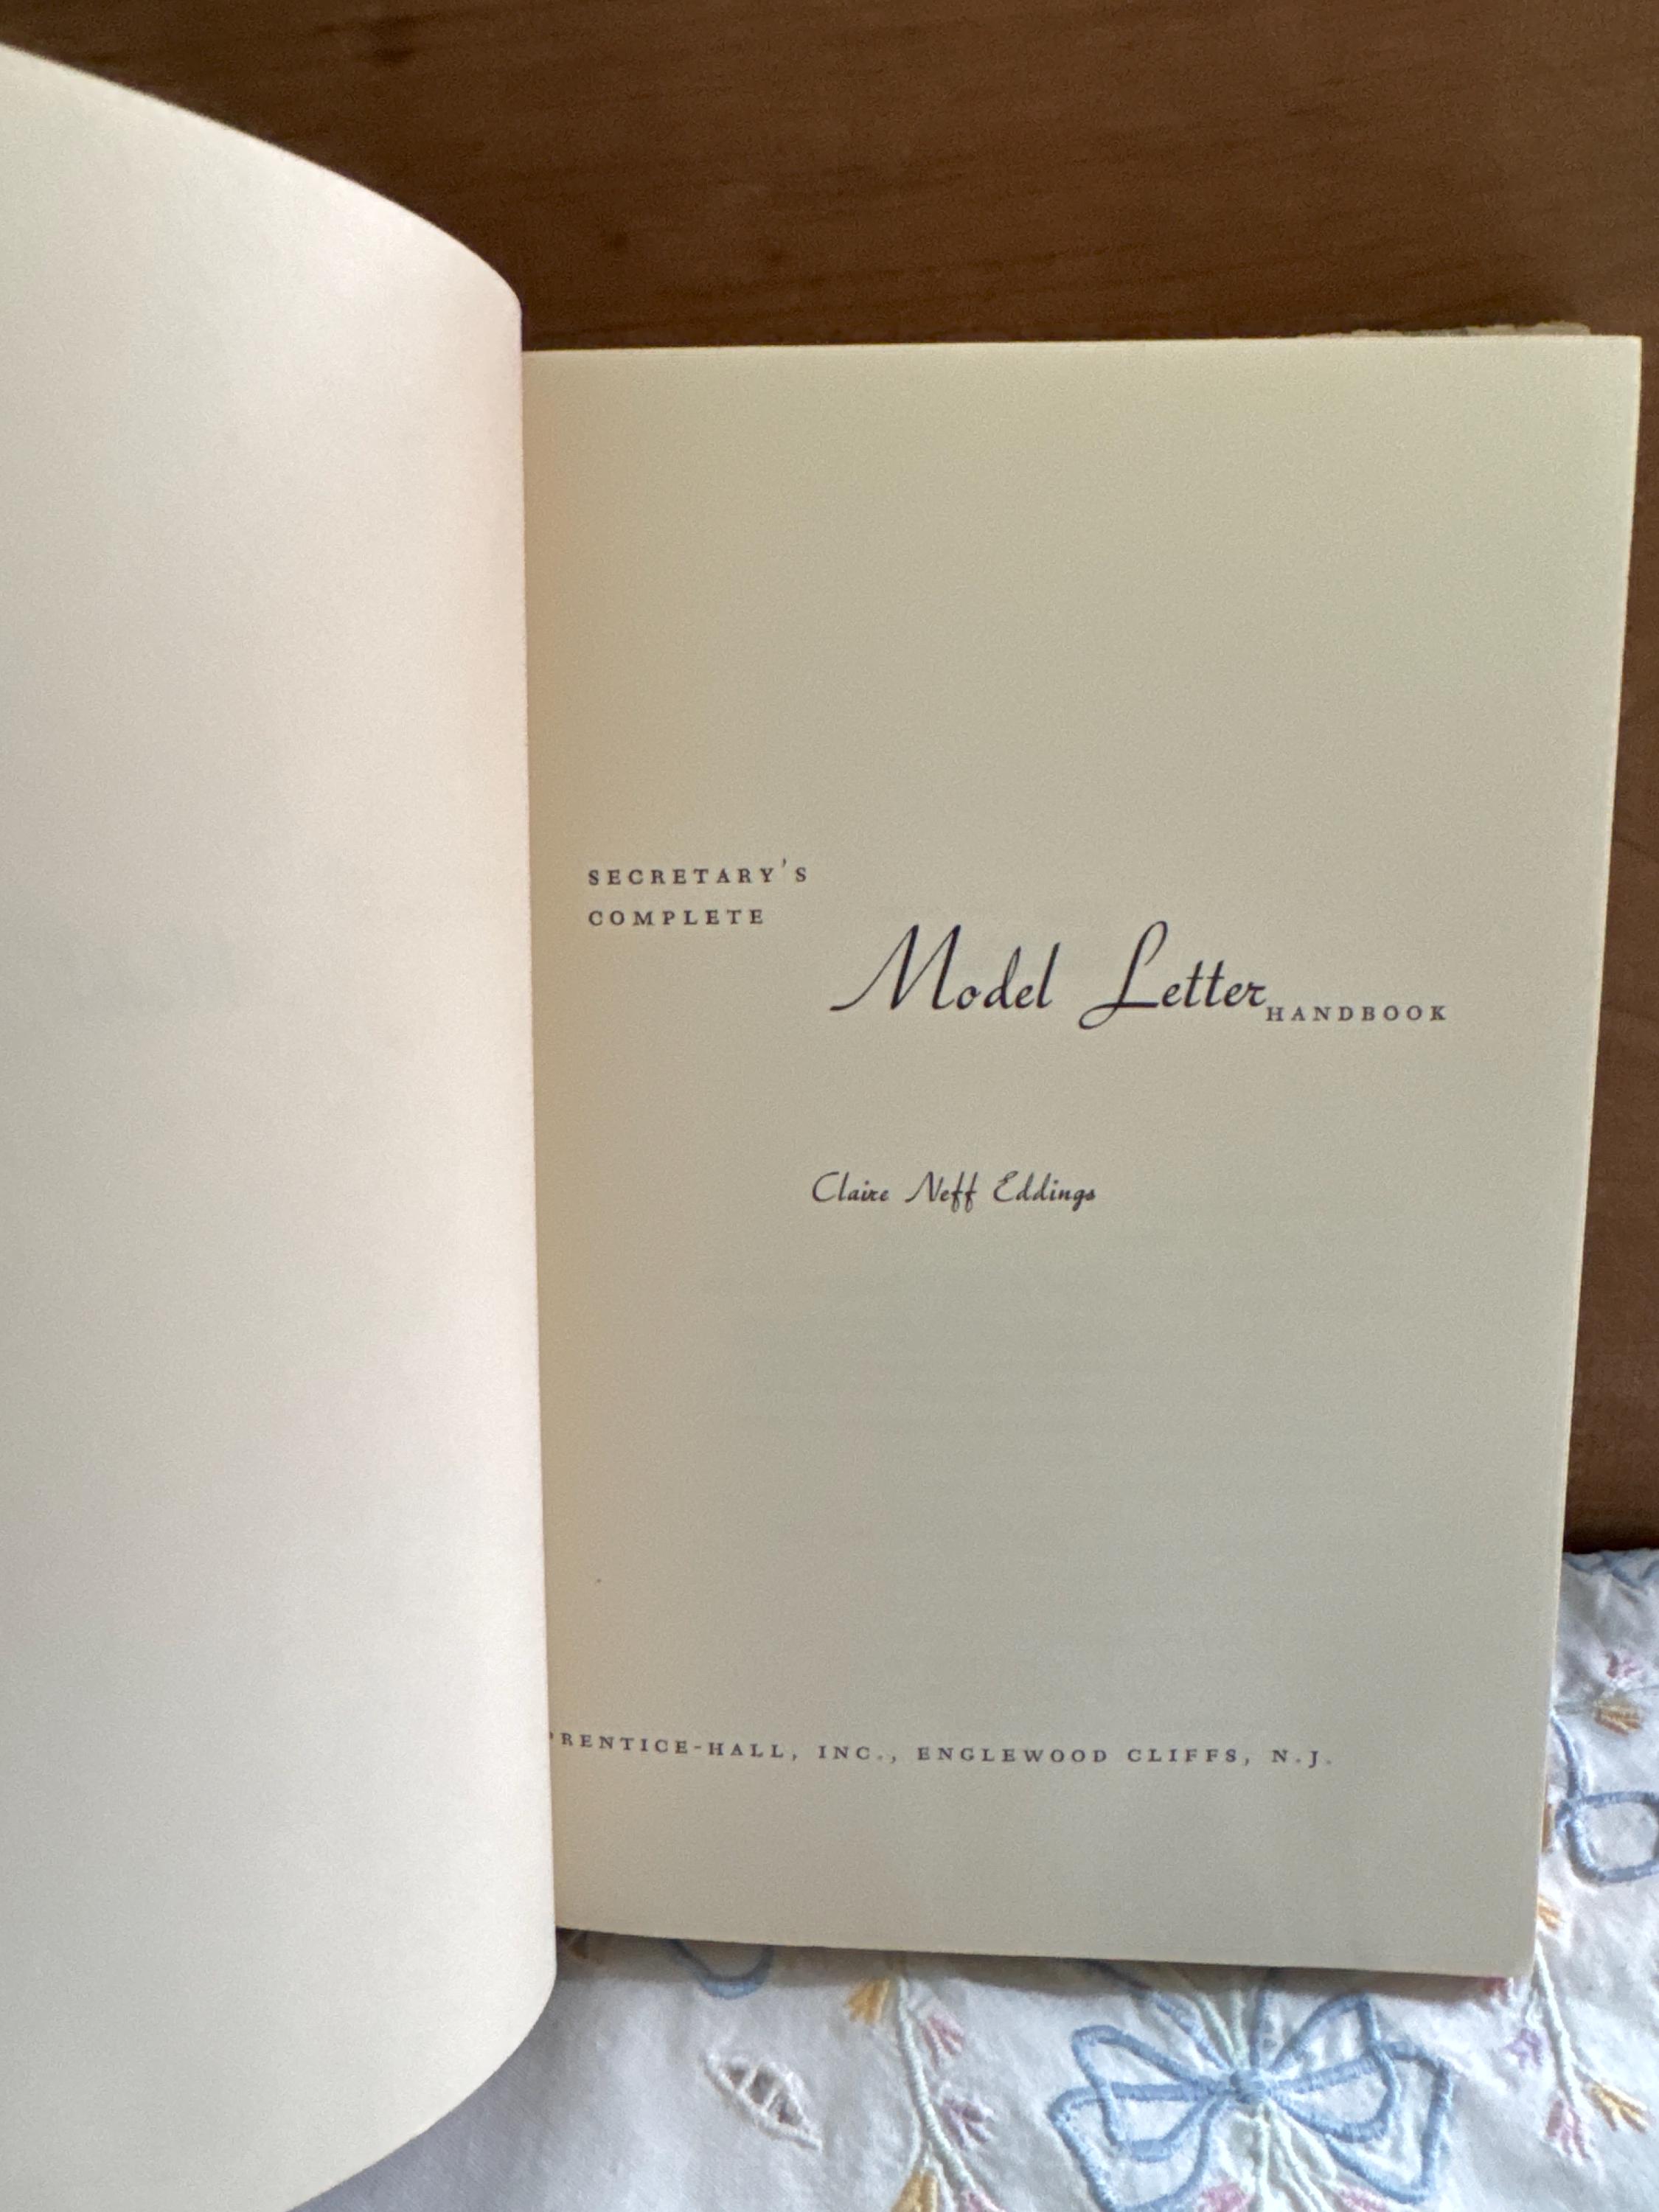 SECRETARY'S
COMPLETE
Model Letter HANDBOOK
Claire Neff Eddings
PRENTICE-HALL, INC., ENGLEWOOD CLIFFS, N.J.